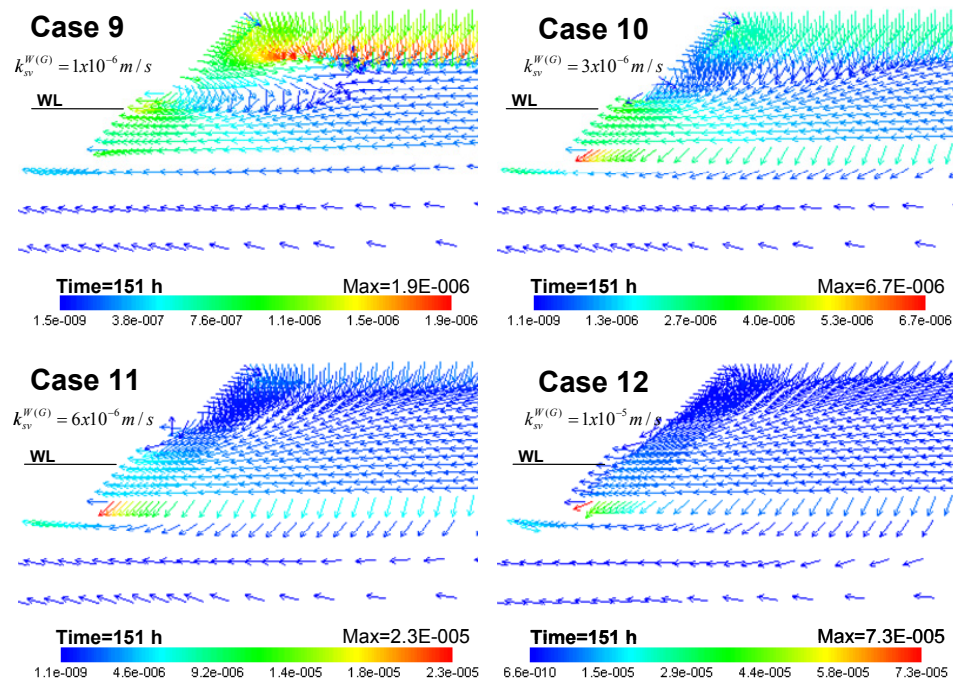 Case 9
k_sv^W(G) = 1x10^-6 m/s
WL
Time=151 h Max=1.9E-006
1.5e-009 3.8e-007 7.6e-007 1.1e-006 1.5e-006 1.9e-006
Case 10
k_sv^W(G) = 3x10^-6 m/s
WL
Time=151 h Max=6.7E-006
1.1e-009 1.3e-006 2.7e-006 4.0e-006 5.3e-006 6.7e-006
Case 11
k_sv^W(G) = 6x10^-6 m/s
WL
Time=151 h Max=2.3E-005
1.1e-009 4.6e-006 9.2e-006 1.4e-005 1.8e-005 2.3e-005
Case 12
k_sv^W(G) = 1x10^-5 m/s
WL
Time=151 h Max=7.3E-005
6.6e-010 1.5e-005 2.9e-005 4.4e-005 5.8e-005 7.3e-005